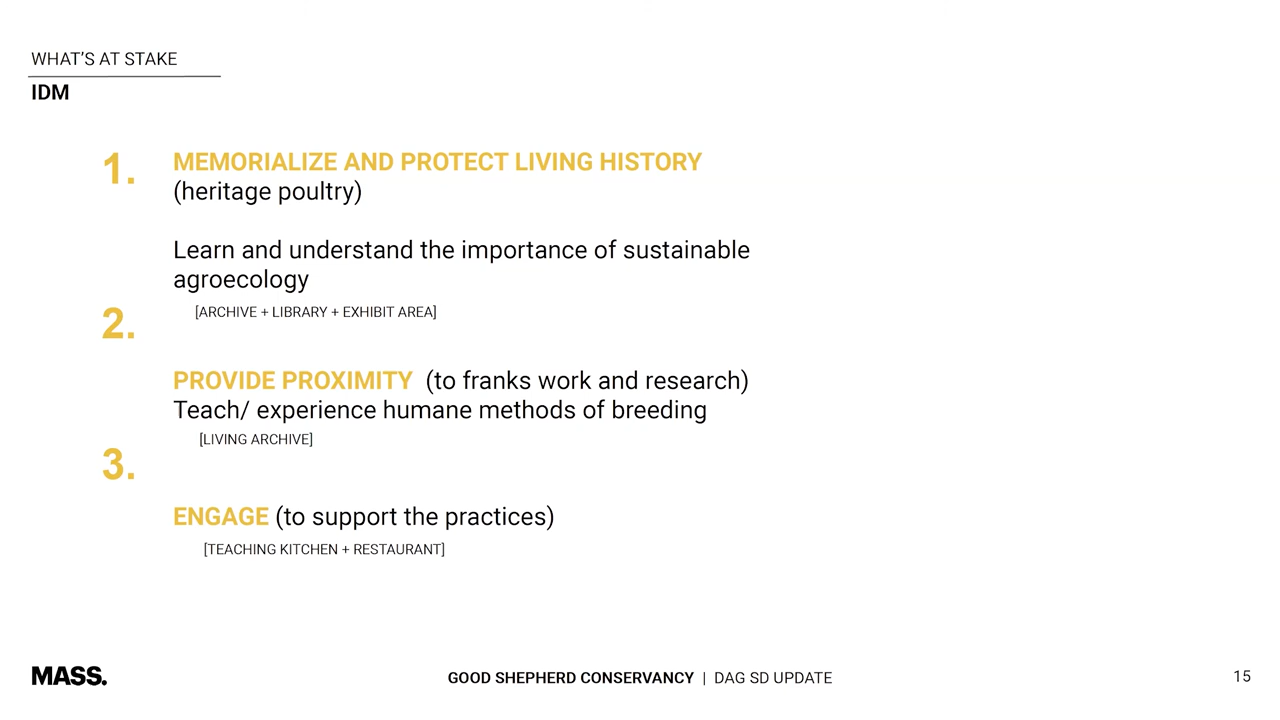 WHAT'S AT STAKE
IDM
1.
MEMORIALIZE AND PROTECT LIVING HISTORY
(heritage poultry)
Learn and understand the importance of sustainable
agroecology
[ARCHIVE + LIBRARY + EXHIBIT AREA]
2.
PROVIDE PROXIMITY (to franks work and research)
Teach/ experience humane methods of breeding
[LIVING ARCHIVE]
3.
ENGAGE (to support the practices)
[TEACHING KITCHEN + RESTAURANT]
MASS.
GOOD SHEPHERD CONSERVANCY | DAG SD UPDATE
15